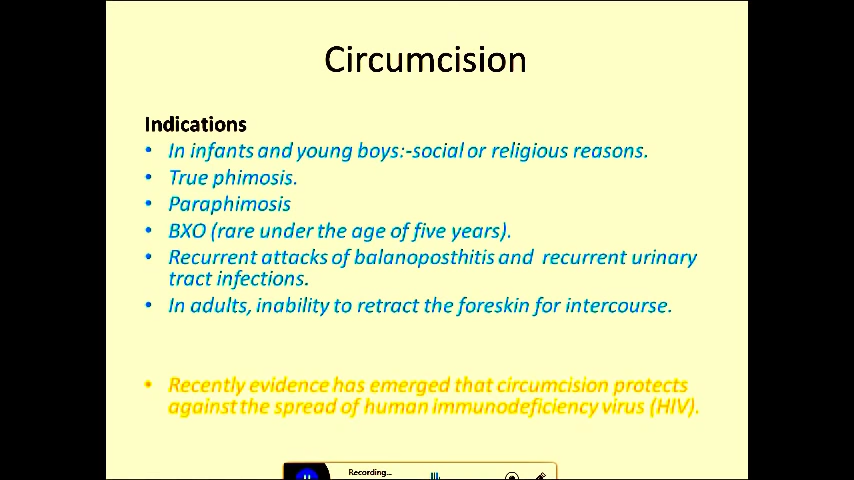 Circumcision
Indications
• In infants and young boys:-social or religious reasons.
• True phimosis.
• Paraphimosis
• BXO (rare under the age of five years).
• Recurrent attacks of balanoposthitis and recurrent urinary
tract infections.
• In adults, inability to retract the foreskin for intercourse.
• Recently evidence has emerged that circumcision protects
against the spread of human immunodeficiency virus (HIV).
Recording...